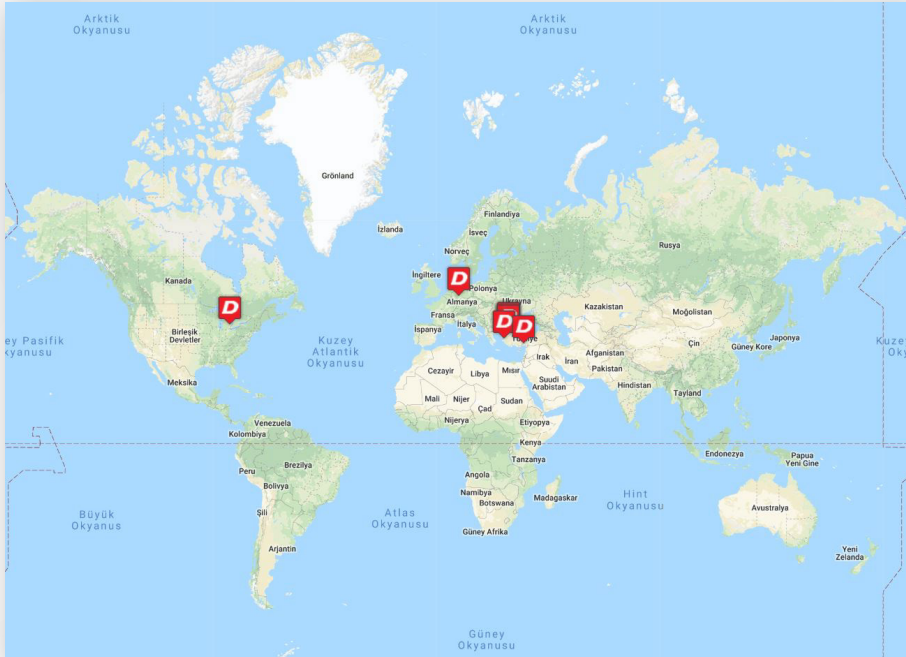 Arktik
Okyanusu
Arktik
Okyanusu
Grönland
Finlandiya
İzlanda
İsveç
Norveç
Rusya
İngiltere
Kanada
D
Polonya
D
Almanya
Ukrayna
Kazakistan
Fransa
Moğolistan
D
D
İtalya
İspanya
Birleşik
Devletler
Kuzey
Atlantik
Okyanusu
Japonya
Çin
Güney Kore
ey Pasifik
kyanusu
Kuze
Ok
Irak
İran
Afganistan
Pakistan
Cezayir
Libya
Mısır
Suudi
Arabistan
Meksika
Hindistan
Mali
Nijer
Çad
Sudan
Tayland
Nijerya
Etiyopya
Venezuela
Kolombiya
Kenya
Endonezya
Papua
Yeni Gine
Tanzanya
Brezilya
Peru
Bolivya
Angola
Namibya
Botswana
Madagaskar
Hint
Okyanusu
Büyük
Okyanus
Şili
Atlas
Okyanusu
Avustralya
Güney Afrika
Arjantin
Yeni
Zelanda
Güney
Okyanusu